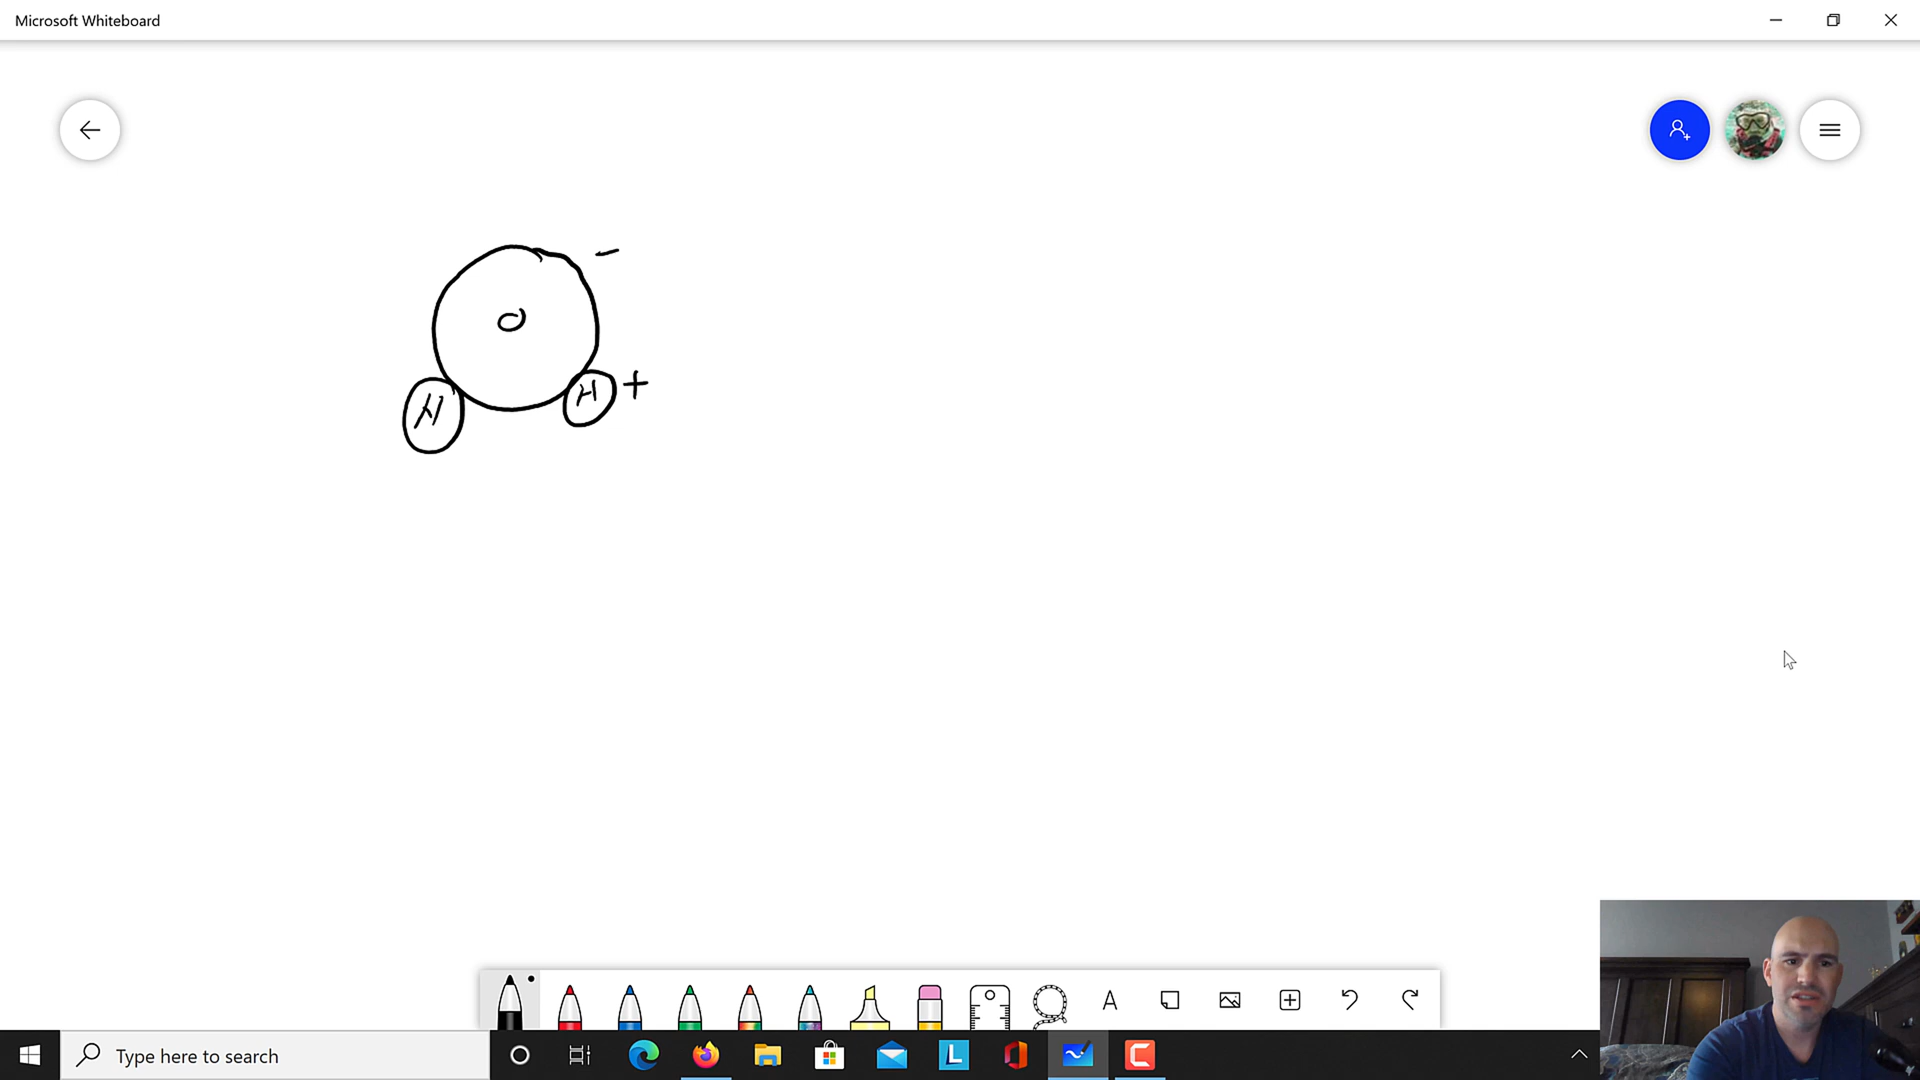 Microsoft Whiteboard
−
O
H
H +
A
Type here to search
L